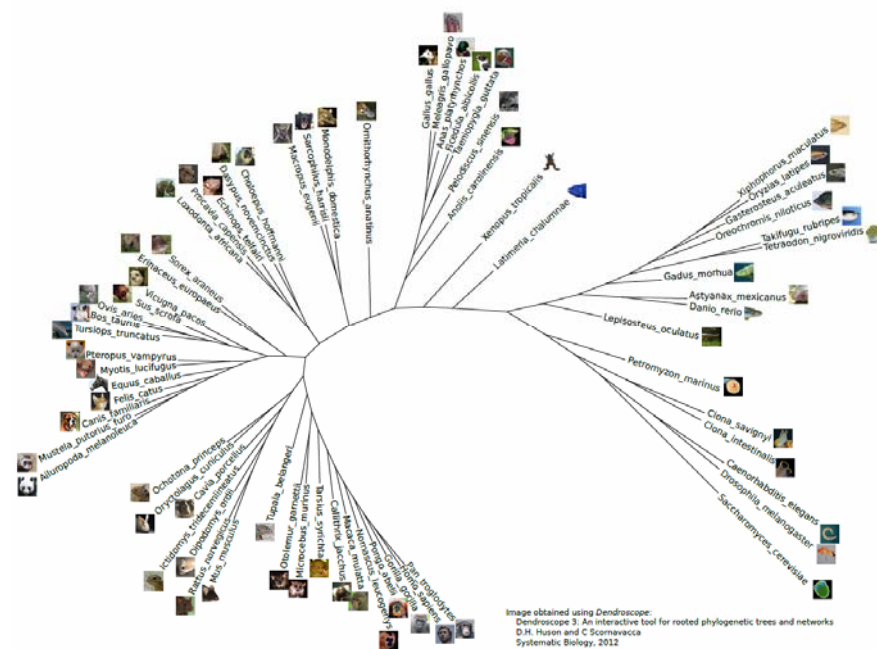 Gallus_gallus
Meleagris_gallopavo
Anas_platyrhynchos
Ficedula_albicollis
Taeniopygia_guttata
Pelodiscus_sinensis
Anolis_carolinensis
Xenopus_tropicalis
Latimeria_chalumnae
Xiphophorus_maculatus
Oryzias_latipes
Gasterosteus_aculeatus
Oreochromis_niloticus
Takifugu_rubripes
Tetraodon_nigroviridis
Gadus_morhua
Astyanax_mexicanus
Danio_rerio
Lepisosteus_oculatus
Petromyzon_marinus
Ciona_savignyi
Ciona_intestinalis
Caenorhabditis_elegans
Drosophila_melanogaster
Saccharomyces_cerevisiae
Ornithorhynchus_anatinus
Monodelphis_domestica
Sarcophilus_harrisii
Macropus_eugenii
Choloepus_hoffmanni
Dasypus_novemcinctus
Echinops_telfairi
Procavia_capensis
Loxodonta_africana
Sorex_araneus
Erinaceus_europaeus
Vicugna_pacos
Sus_scrofa
Ovis_aries
Bos_taurus
Tursiops_truncatus
Pteropus_vampyrus
Myotis_lucifugus
Equus_caballus
Felis_catus
Canis_familiaris
Mustela_putorius_furo
Ailuropoda_melanoleuca
Ochotona_princeps
Oryctolagus_cuniculus
Cavia_porcellus
Ictidomys_tridecemlineatus
Dipodomys_ordii
Rattus_norvegicus
Mus_musculus
Tupaia_belangeri
Otolemur_garnettii
Microcebus_murinus
Tarsius_syrichta
Callithrix_jacchus
Macaca_mulatta
Nomascus_leucogenys
Pongo_abelii
Gorilla_gorilla
Homo_sapiens
Pan_troglodytes
Image obtained using Dendroscope:
Dendroscope 3: An interactive tool for rooted phylogenetic trees and networks
D.H. Huson and C Scornavacca
Systematic Biology, 2012